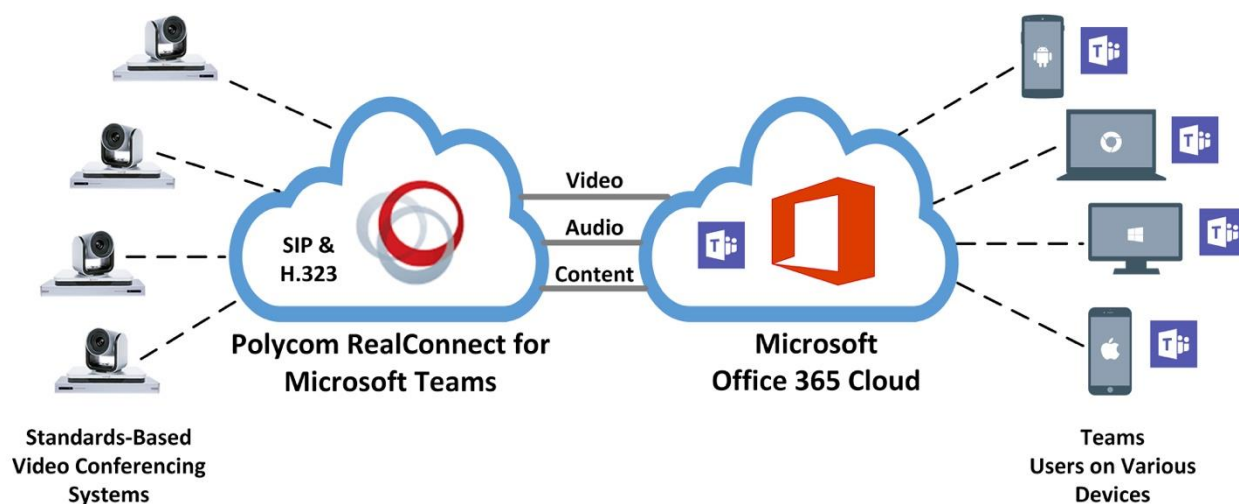 SIP &
H.323
Video
Audio
Content
Polycom RealConnect for
Microsoft Teams
Microsoft
Office 365 Cloud
Standards-Based
Video Conferencing
Systems
Teams
Users on Various
Devices
T
T
T
T
T